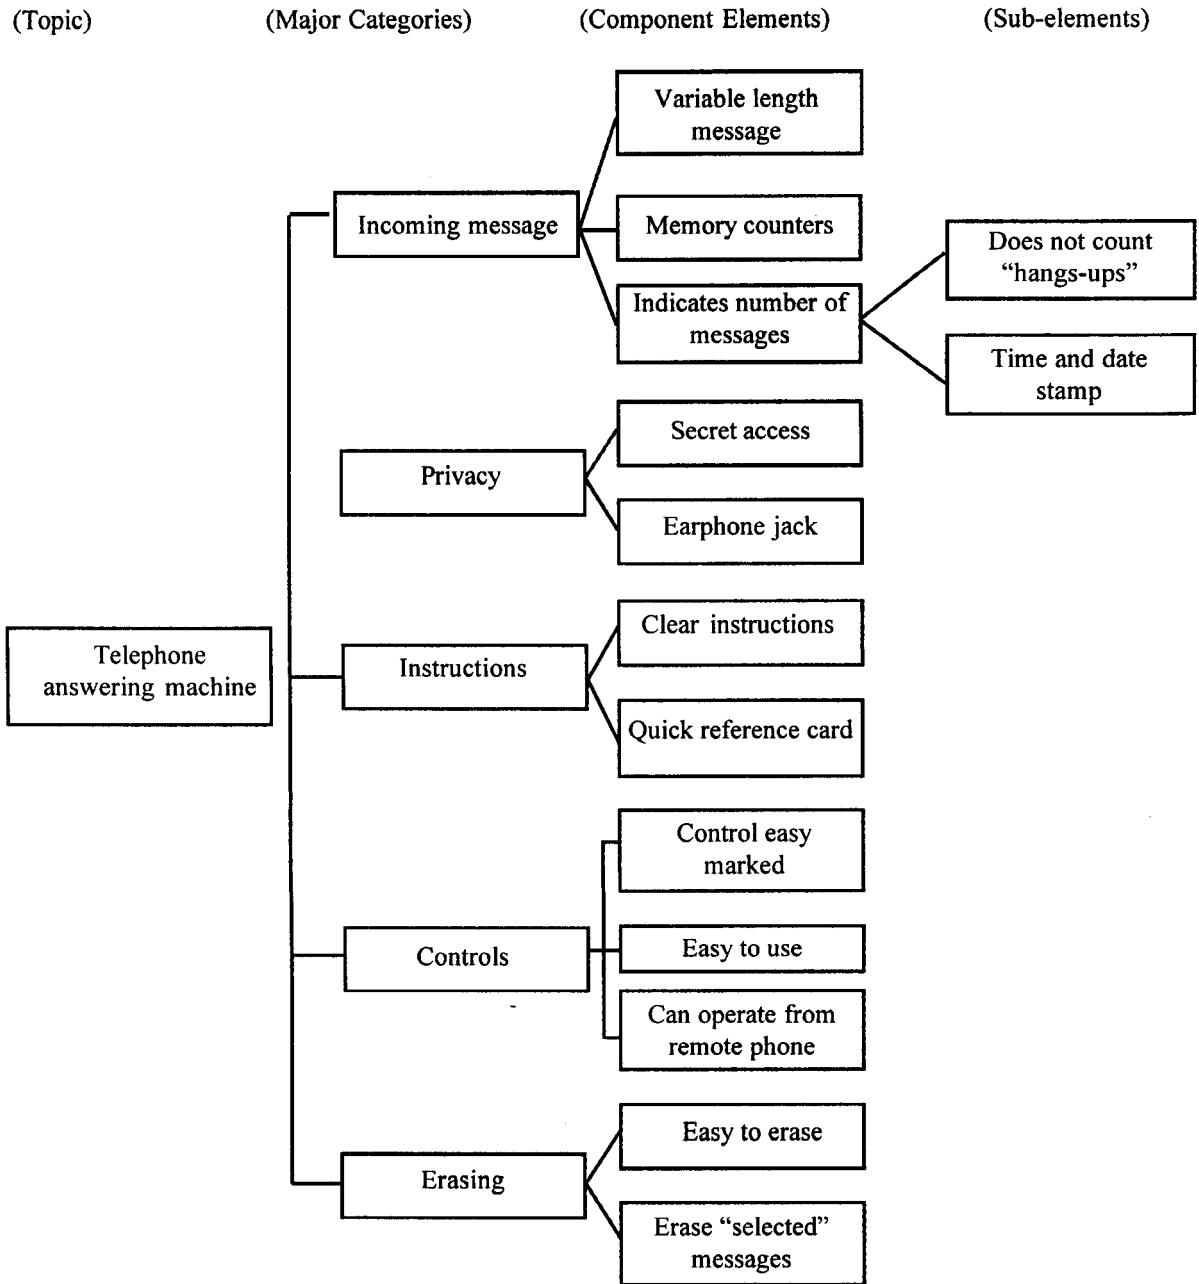 (Topic)
(Major Categories)
(Component Elements)
(Sub-elements)
Variable length
message
Incoming message
Memory counters
Indicates number of
messages
Does not count
“hangs-ups”
Time and date
stamp
Privacy
Secret access
Earphone jack
Telephone
answering machine
Instructions
Clear instructions
Quick reference card
Controls
Control easy
marked
Easy to use
Can operate from
remote phone
Erasing
Easy to erase
Erase “selected”
messages